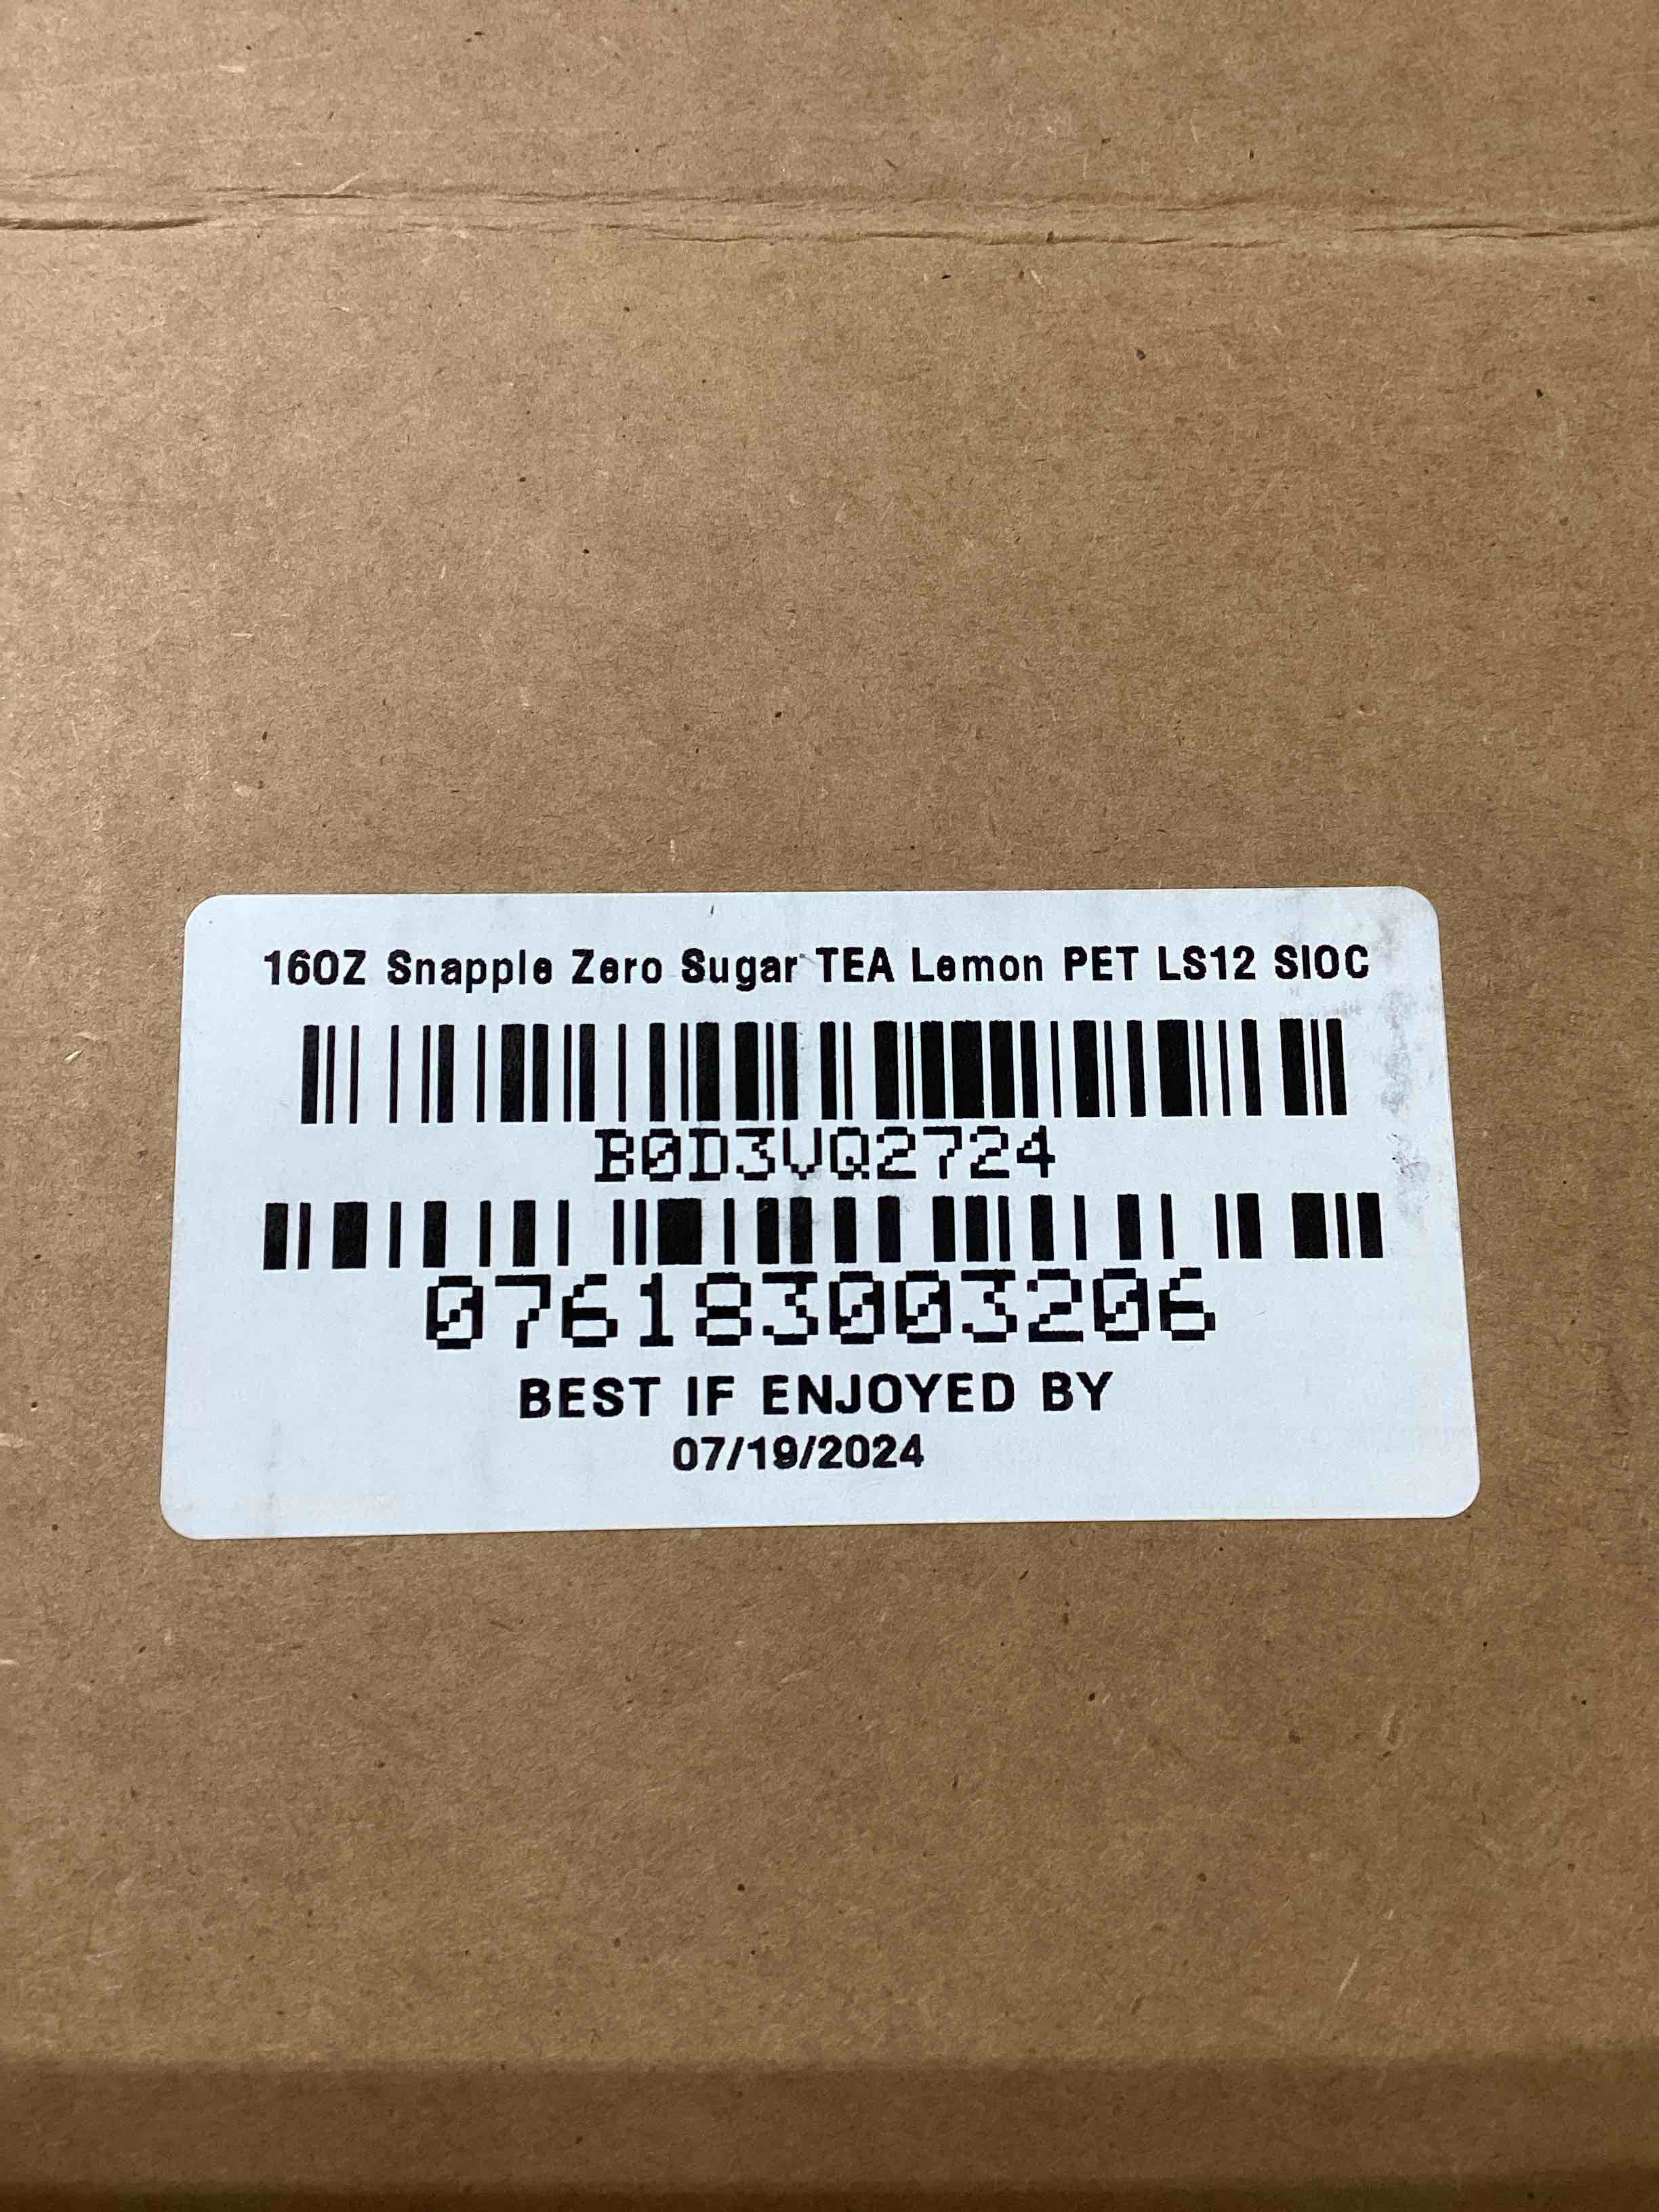 16OZ Snapple Zero Sugar TEA Lemon PET LS12 SIOC
B0D3VQ2724
076183003206
BEST IF ENJOYED BY
07/19/2024